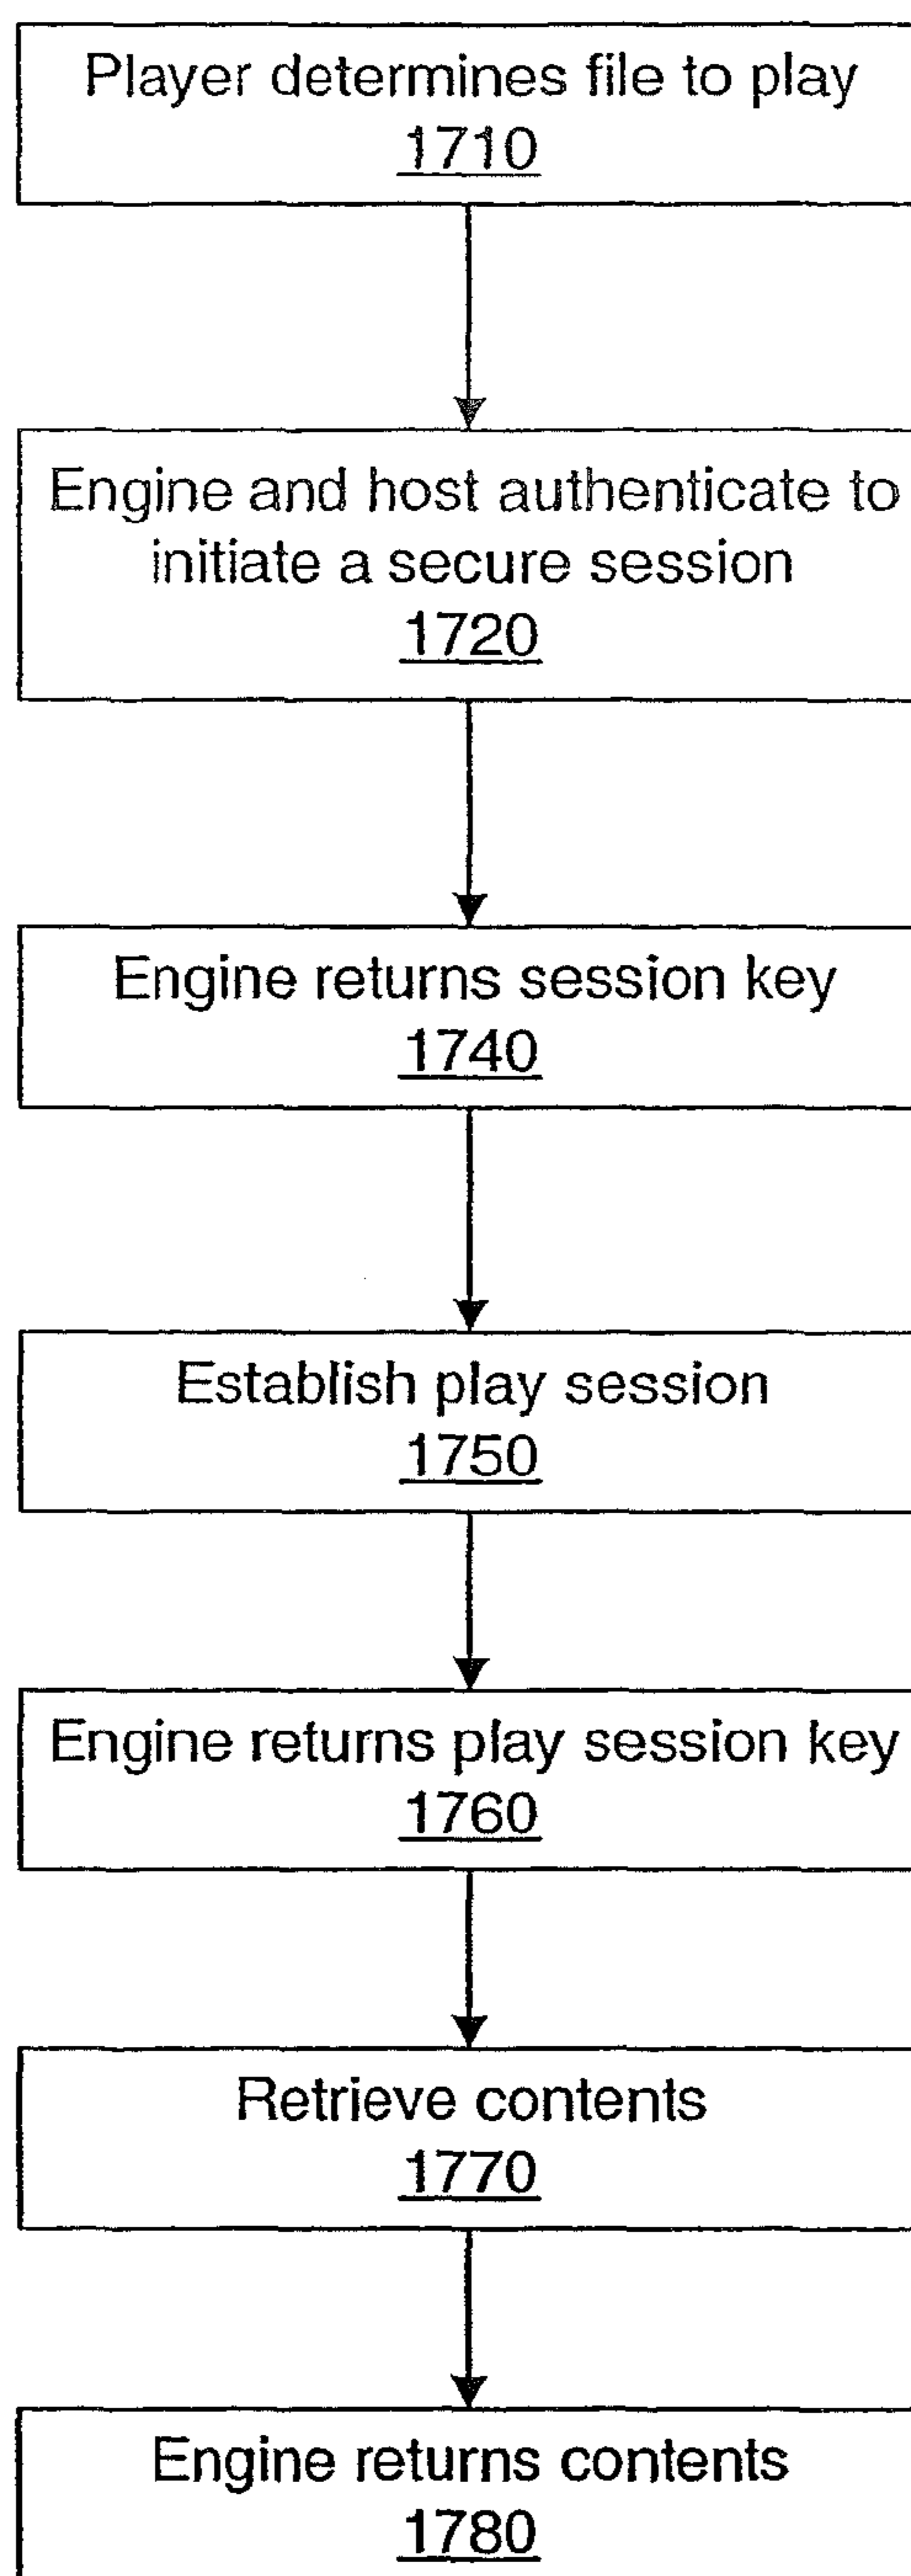 Player determines file to play
1710
Engine and host authenticate to
initiate a secure session
1720
Engine returns session key
1740
Establish play session
1750
Engine returns play session key
1760
Retrieve contents
1770
Engine returns contents
1780